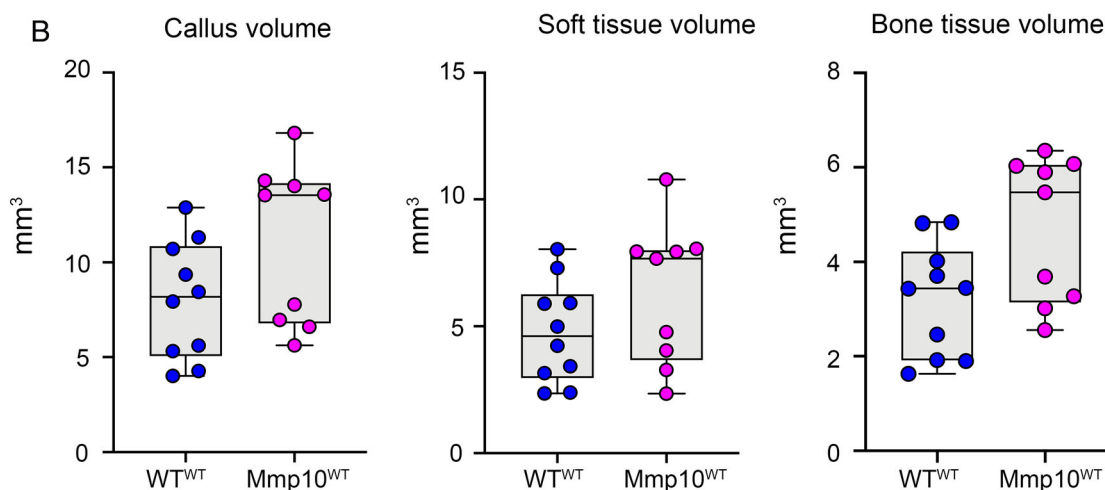 B
Callus volume
mm³
20
15
10
5
0
WTᵂᵀ
Mmp10ᵂᵀ
Soft tissue volume
mm³
15
10
5
0
WTᵂᵀ
Mmp10ᵂᵀ
Bone tissue volume
mm³
8
6
4
2
0
WTᵂᵀ
Mmp10ᵂᵀ